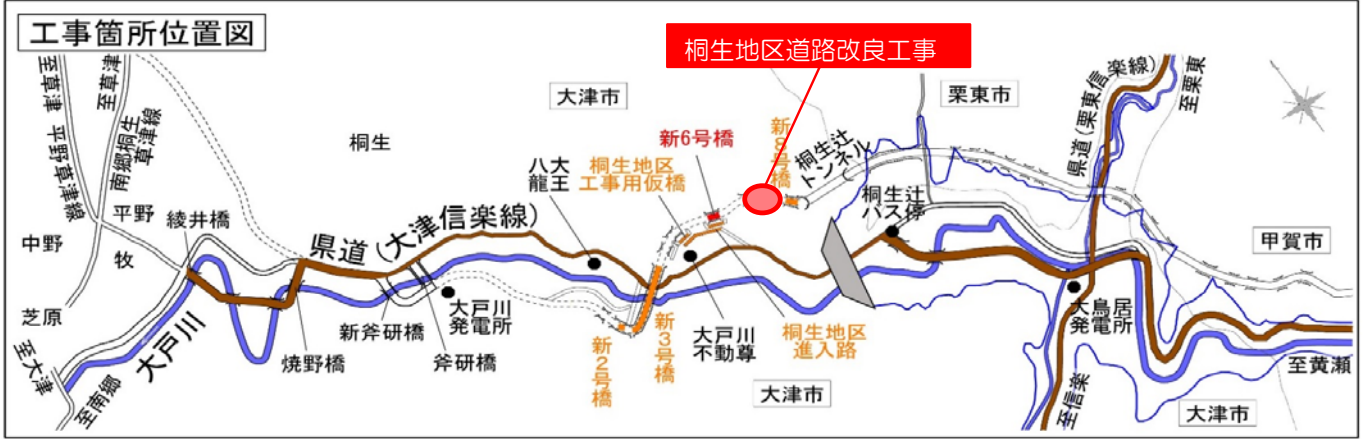 工事箇所位置図
桐生地区道路改良工事
至草津
平野草津線
至草津
南郷桐生
草津線
桐生
大津市
栗東市
県道（栗東信楽線）
至栗東
新6号橋
新8号橋
桐生辻
トンネル
八大
龍王
桐生地区
工事用仮橋
桐生辻
バス停
平野
綾井橋
中野
牧
県道（大津信楽線）
甲賀市
芝原
大戸川
大戸川
発電所
新斧研橋
斧研橋
焼野橋
新2号橋
新3号橋
大戸川
不動尊
桐生地区
進入路
大鳥居
発電所
至大津
至南郷
大津市
至信楽
大津市
至黄瀬